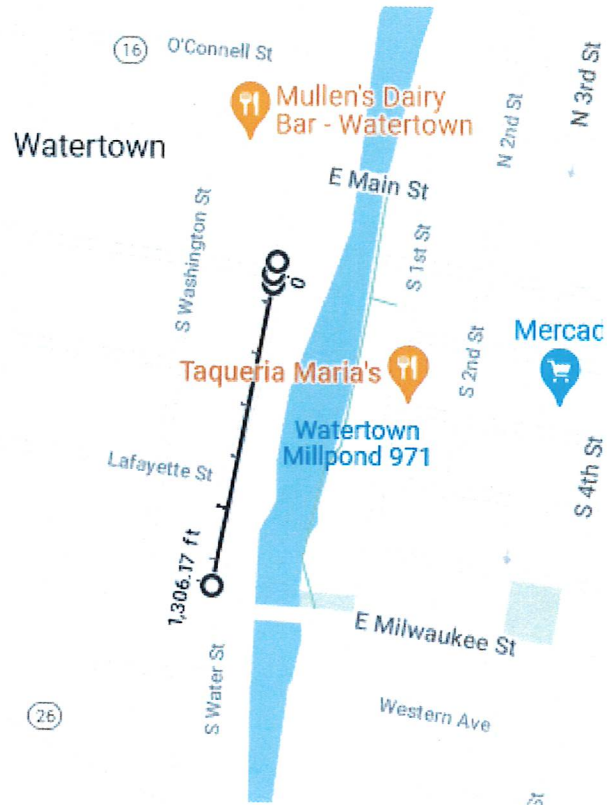 16
O'Connell St
Mullen's Dairy
Bar - Watertown
N 2nd St
N 3rd St
Watertown
E Main St
S Washington St
S 1st St
0
Taqueria Maria's
S 2nd St
Mercad
Watertown
Millpond 971
Lafayette St
S 4th St
1,306.17 ft
E Milwaukee St
S Water St
26
Western Ave
St